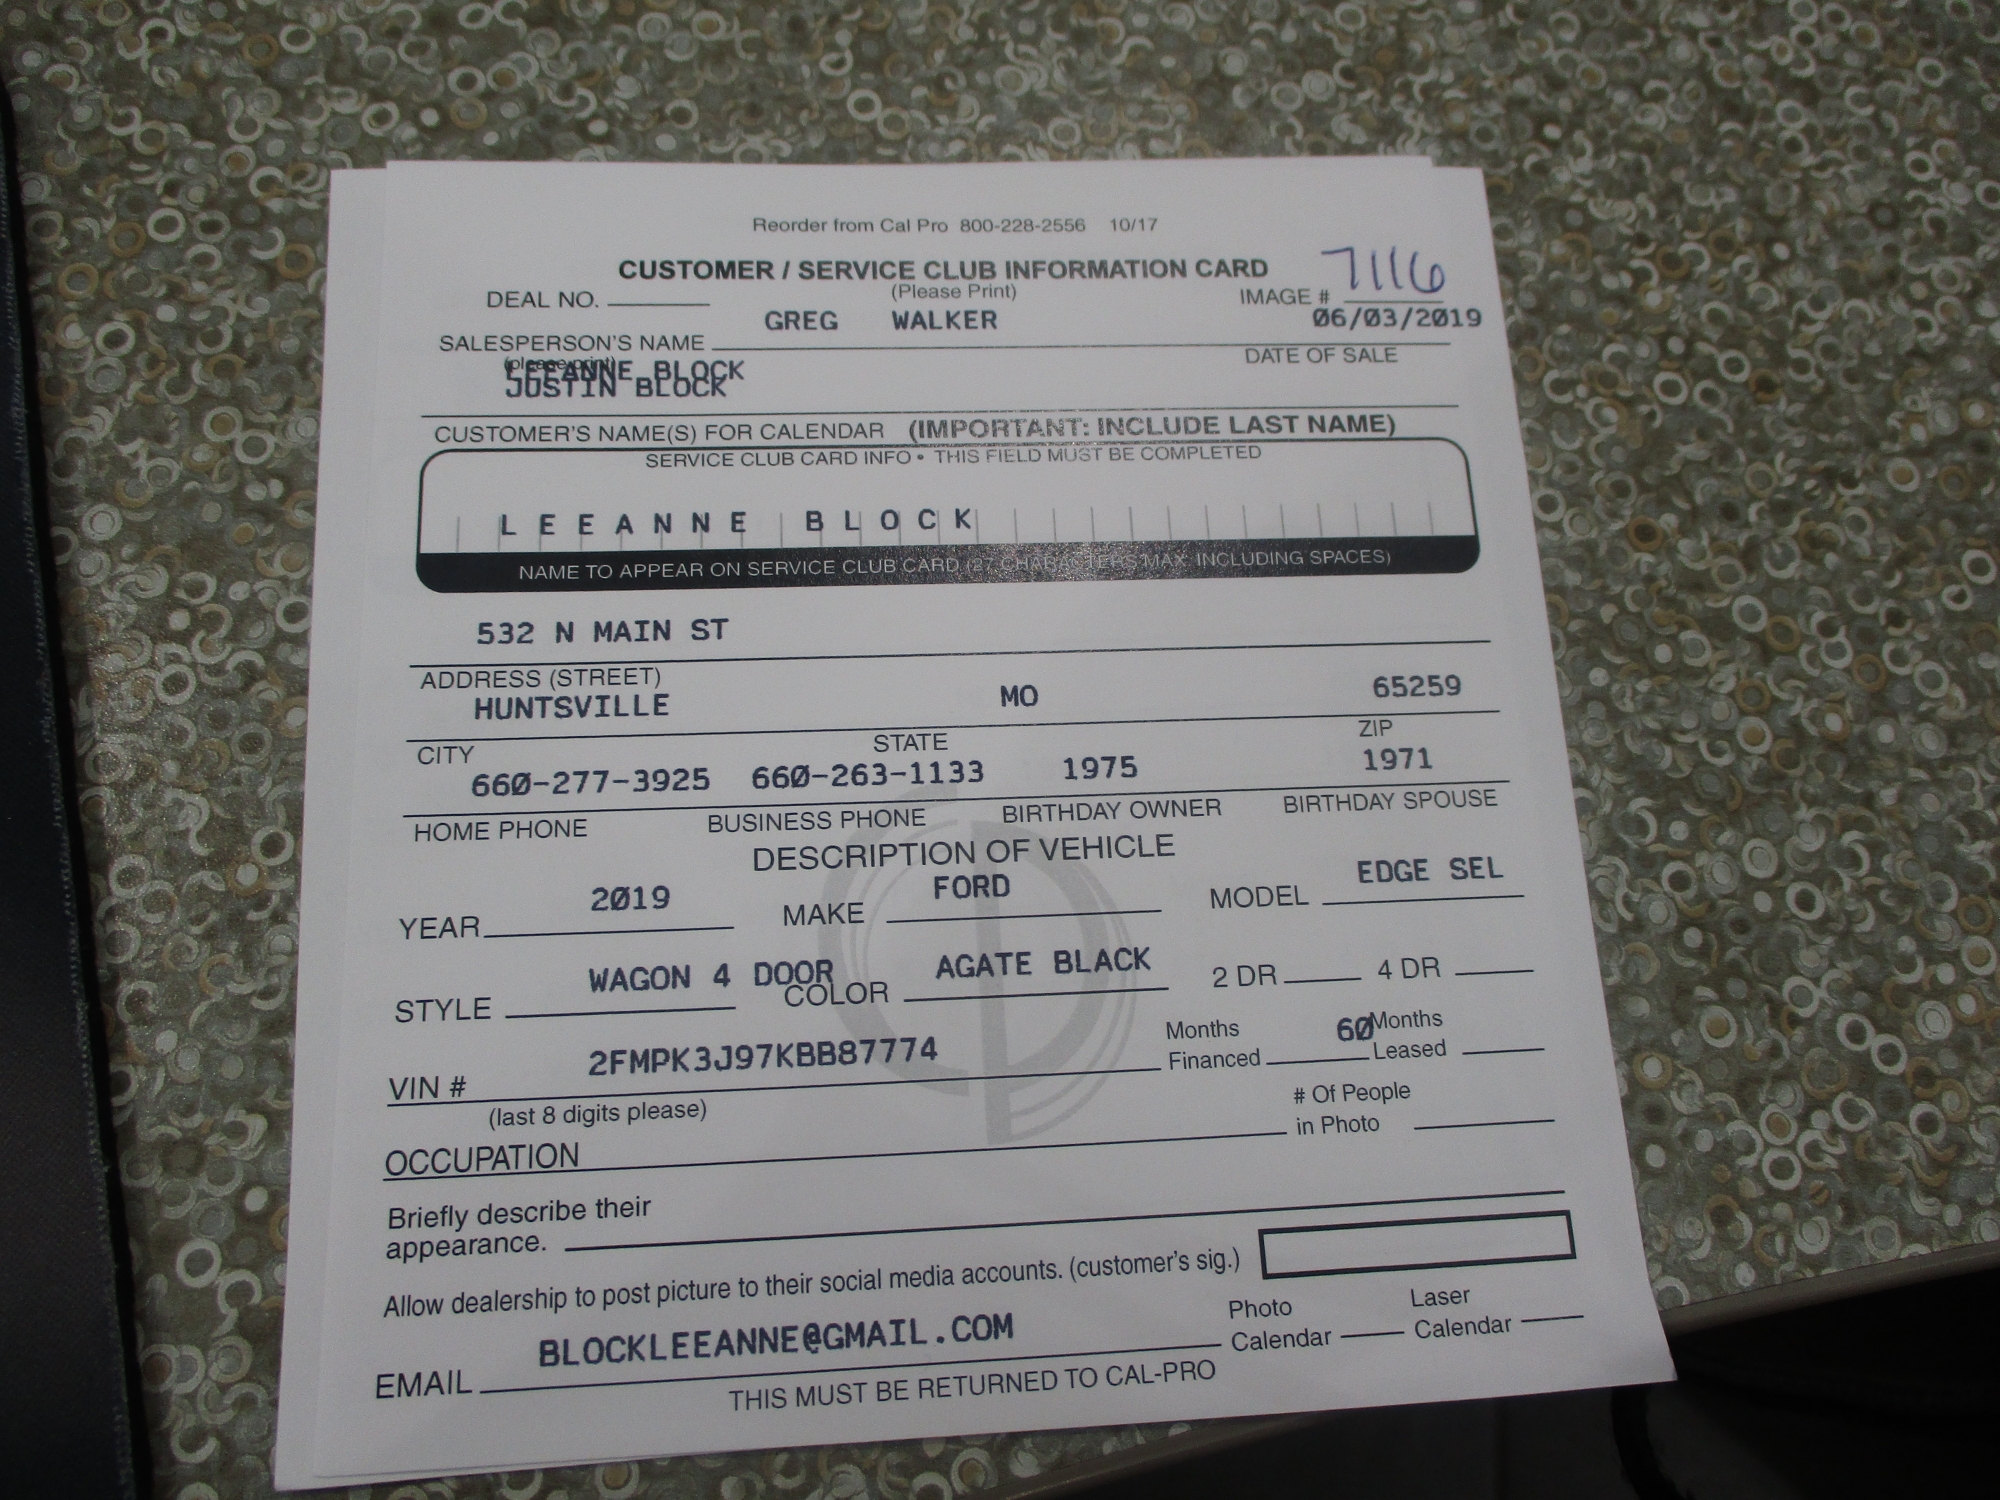 Reorder from Cal Pro 800-228-2556 10/17
CUSTOMER / SERVICE CLUB INFORMATION CARD
(Please Print)
7116
DEAL NO.
IMAGE #
GREG WALKER
06/03/2019
SALESPERSON'S NAME
DATE OF SALE
(please print)
LEEANNE BLOCK
JUSTIN BLOCK
CUSTOMER'S NAME(S) FOR CALENDAR (IMPORTANT: INCLUDE LAST NAME)
SERVICE CLUB CARD INFO • THIS FIELD MUST BE COMPLETED
LEEANNE BLOCK
NAME TO APPEAR ON SERVICE CLUB CARD (27 CHARACTERS MAX INCLUDING SPACES)
532 N MAIN ST
ADDRESS (STREET)
HUNTSVILLE MO 65259
CITY STATE ZIP
660-277-3925 660-263-1133 1975 1971
HOME PHONE BUSINESS PHONE BIRTHDAY OWNER BIRTHDAY SPOUSE
DESCRIPTION OF VEHICLE
YEAR 2019 MAKE FORD MODEL EDGE SEL
STYLE WAGON 4 DOOR COLOR AGATE BLACK 2 DR 4 DR
VIN # 2FMPK3J97KBB87774 Months Financed 60 Months Leased
(last 8 digits please)
# Of People
in Photo
OCCUPATION
Briefly describe their
appearance.
Allow dealership to post picture to their social media accounts. (customer's sig.)
EMAIL BLOCKLEEANNE@GMAIL.COM Photo Calendar Laser Calendar
THIS MUST BE RETURNED TO CAL-PRO